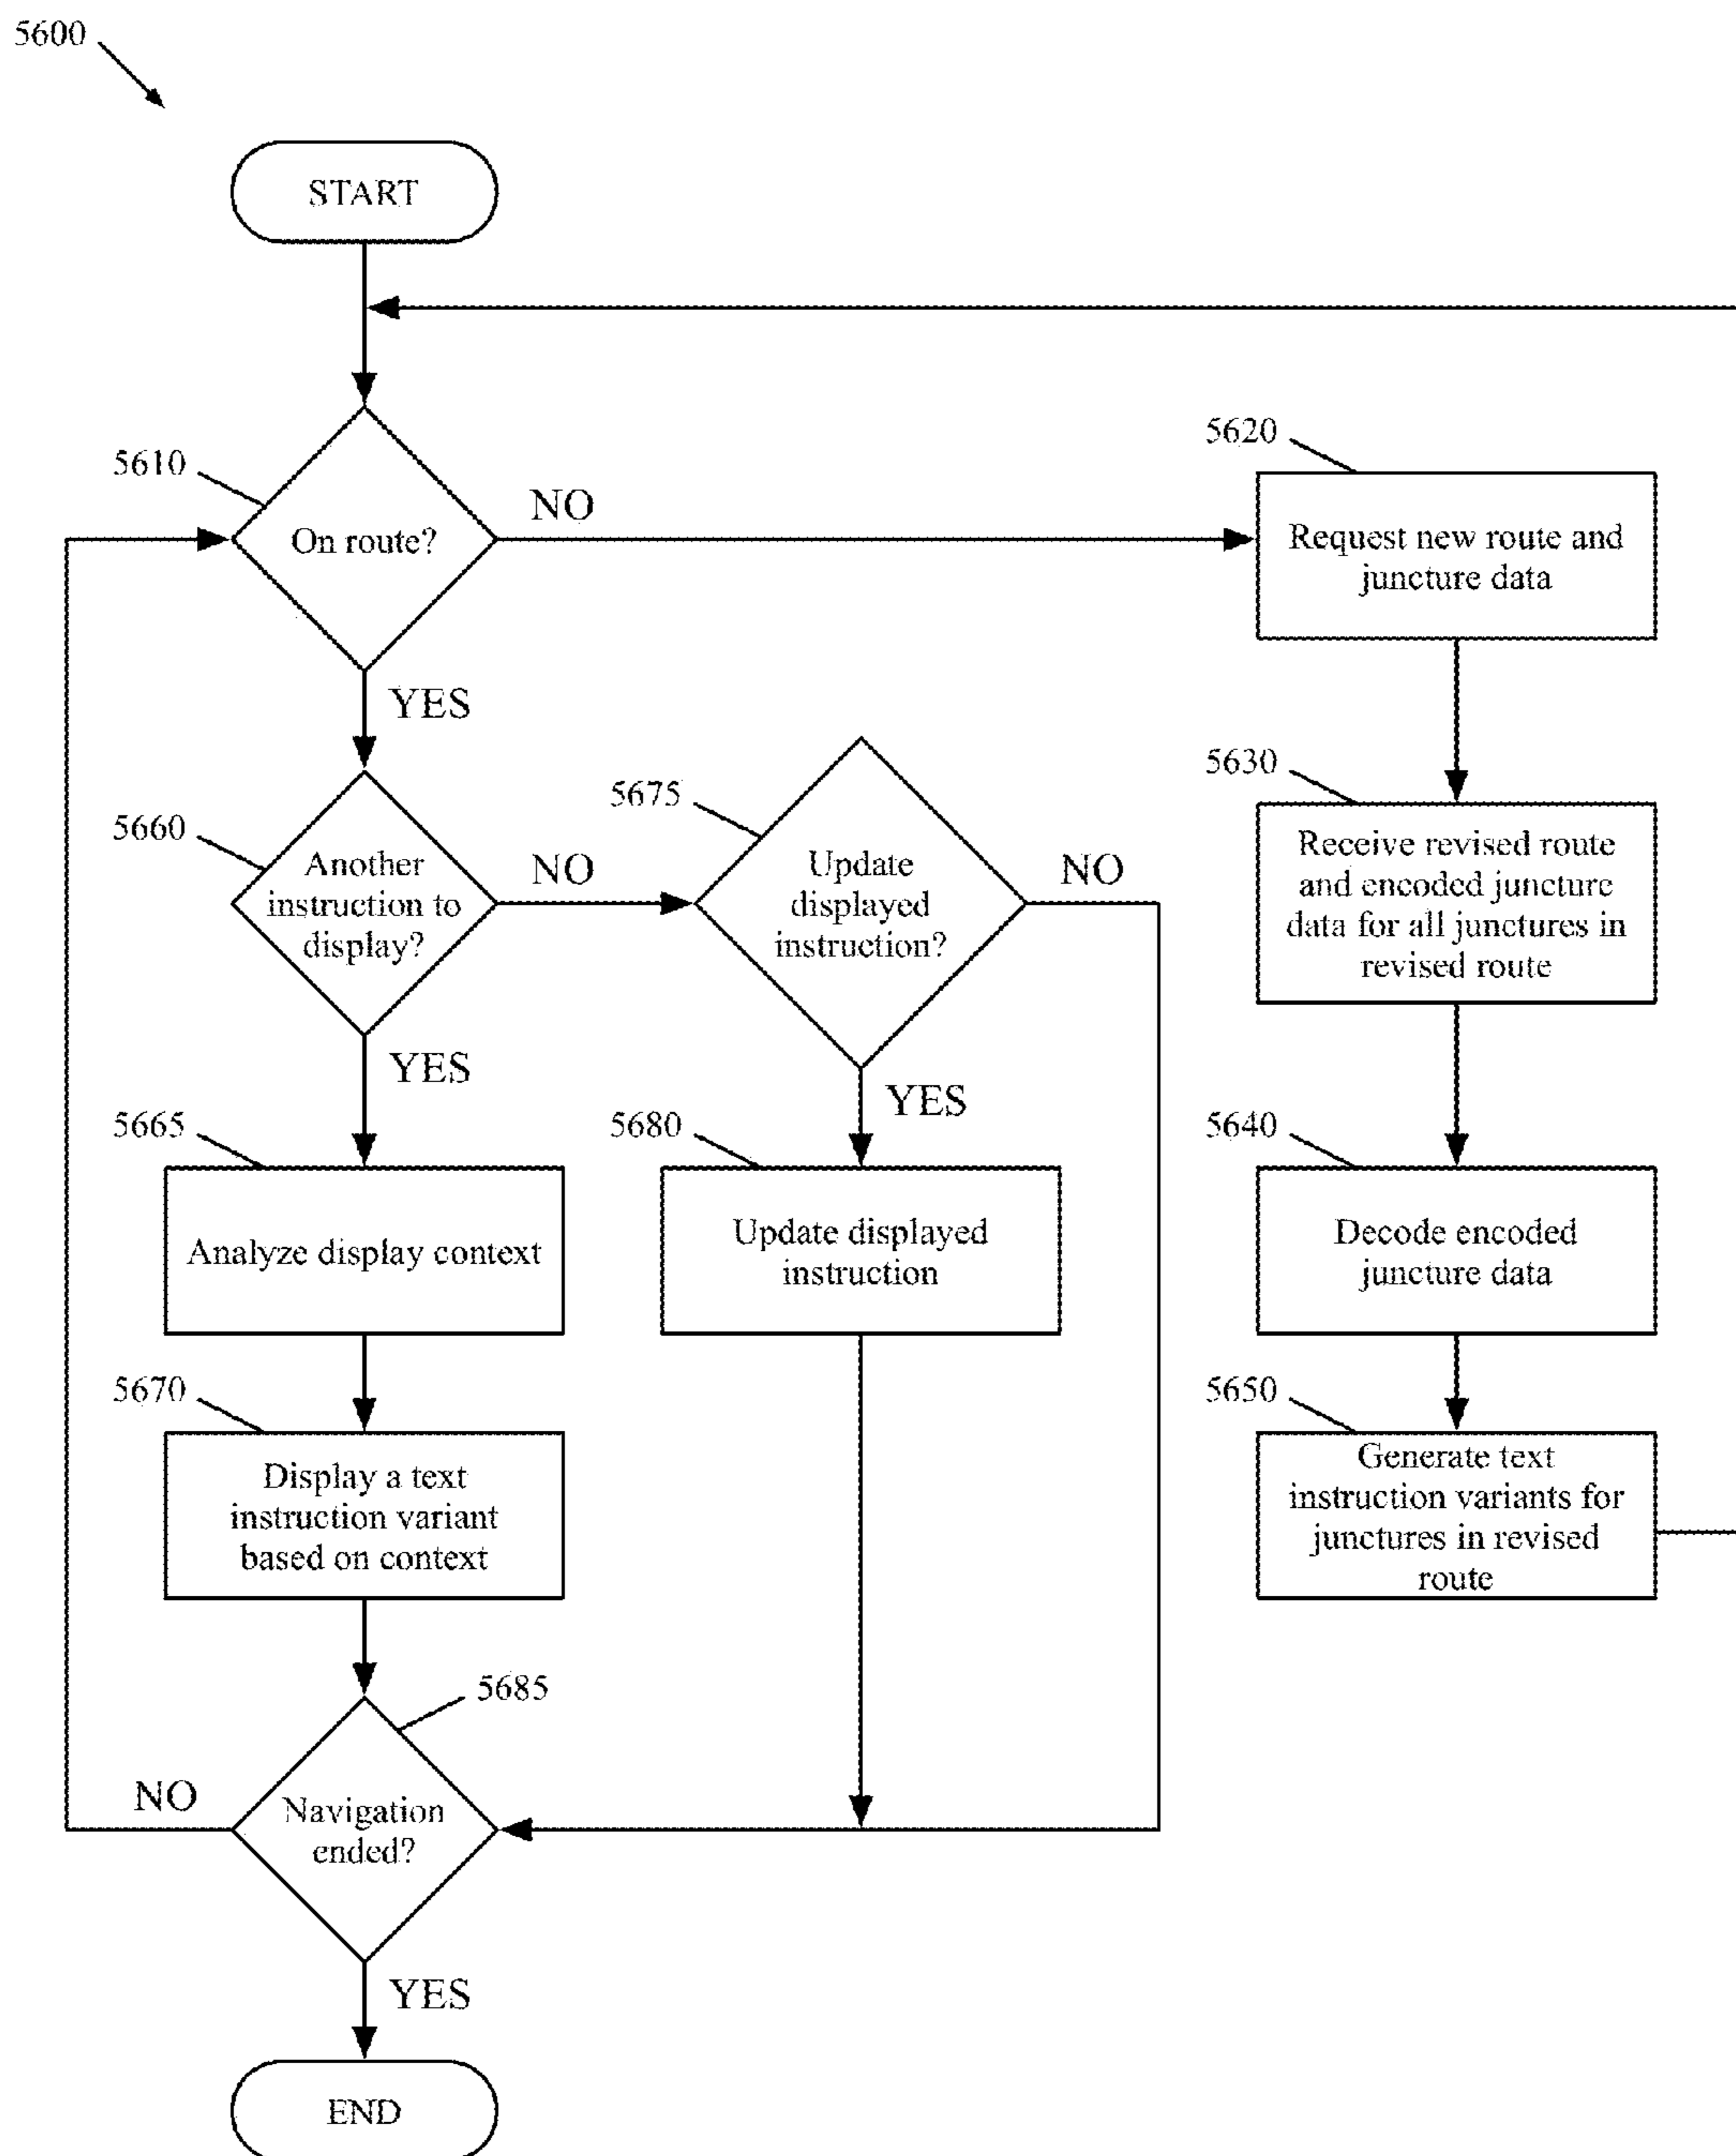 5600
START
5610
On route?
NO
YES
5620
Request new route and
juncture data
5630
Receive revised route
and encoded juncture
data for all junctures in
revised route
5640
Decode encoded
juncture data
5650
Generate text
instruction variants for
junctures in revised
route
5660
Another
instruction to
display?
NO
YES
5675
Update
displayed
instruction?
NO
YES
5665
Analyze display context
5680
Update displayed
instruction
5670
Display a text
instruction variant
based on context
5685
Navigation
ended?
NO
YES
END